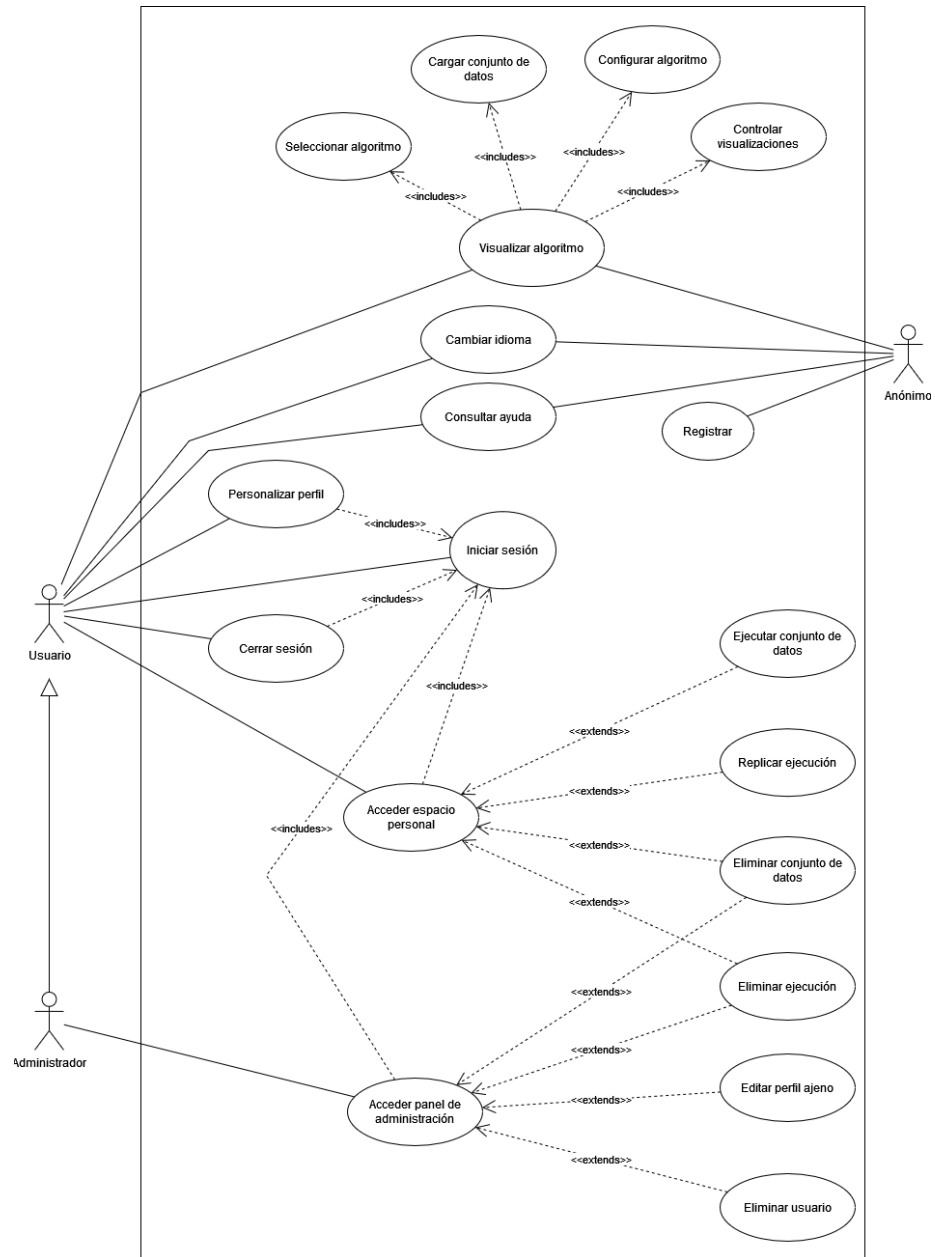 Cargar conjunto de
datos
Configurar algoritmo
Seleccionar algoritmo
Controlar
visualizaciones
<<includes>>
<<includes>>
<<includes>>
<<includes>>
Visualizar algoritmo
Cambiar idioma
Anónimo
Consultar ayuda
Registrar
Personalizar perfil
<<includes>>
Iniciar sesión
<<includes>>
Usuario
Cerrar sesión
Ejecutar conjunto de
datos
<<includes>>
<<extends>>
Replicar ejecución
<<extends>>
Acceder espacio
personal
<<includes>>
<<extends>>
Eliminar conjunto de
datos
<<extends>>
Eliminar ejecución
<<extends>>
<<extends>>
Administrador
Acceder panel de
administración
Editar perfil ajeno
<<extends>>
<<extends>>
Eliminar usuario